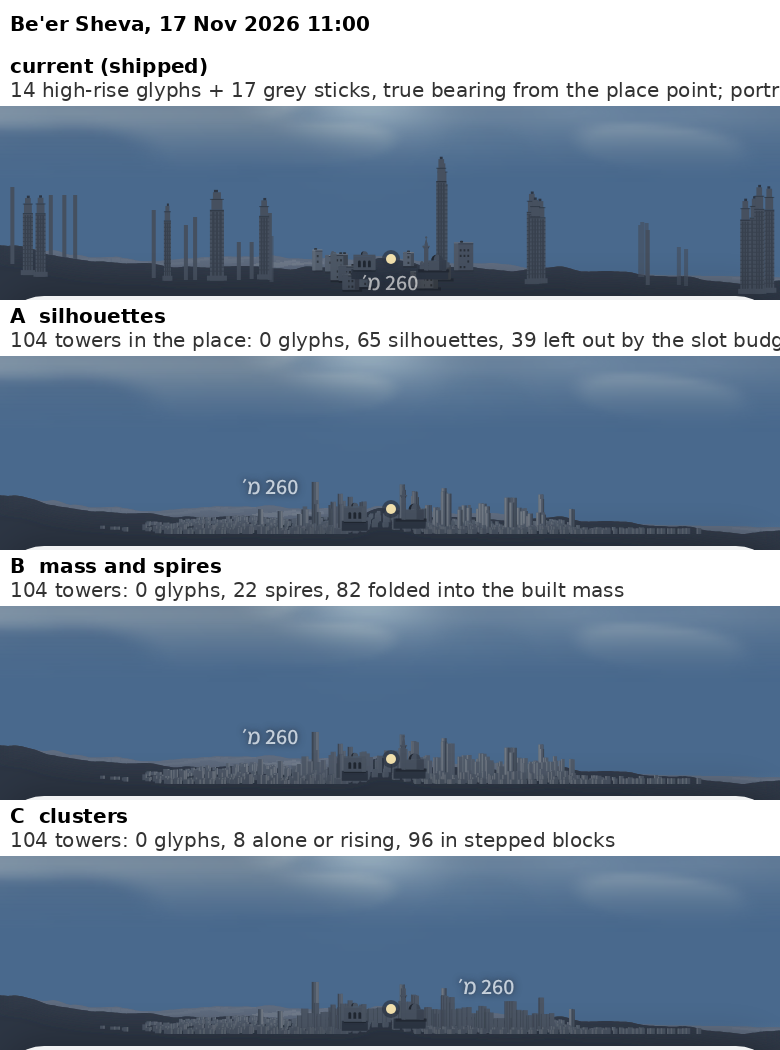 Be'er Sheva, 17 Nov 2026 11:00
current (shipped)
14 high-rise glyphs + 17 grey sticks, true bearing from the place point; portr
260 מ׳
A silhouettes
104 towers in the place: 0 glyphs, 65 silhouettes, 39 left out by the slot budg
260 מ׳
B mass and spires
104 towers: 0 glyphs, 22 spires, 82 folded into the built mass
260 מ׳
C clusters
104 towers: 0 glyphs, 8 alone or rising, 96 in stepped blocks
260 מ׳